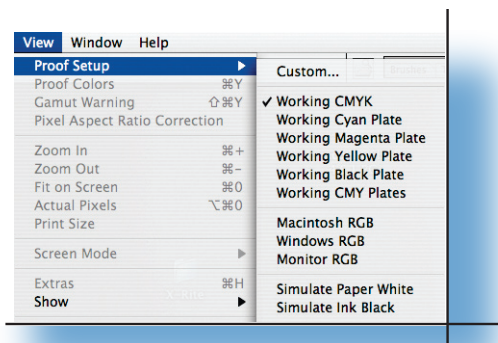 View Window Help
Proof Setup
Proof Colors ⌘Y
Gamut Warning ⇧⌘Y
Pixel Aspect Ratio Correction
Zoom In ⌘+
Zoom Out ⌘−
Fit on Screen ⌘0
Actual Pixels ⌥⌘0
Print Size
Screen Mode
Extras ⌘H
Show
Custom...
Brushes
✓ Working CMYK
Working Cyan Plate
Working Magenta Plate
Working Yellow Plate
Working Black Plate
Working CMY Plates
Macintosh RGB
Windows RGB
Monitor RGB
Simulate Paper White
Simulate Ink Black